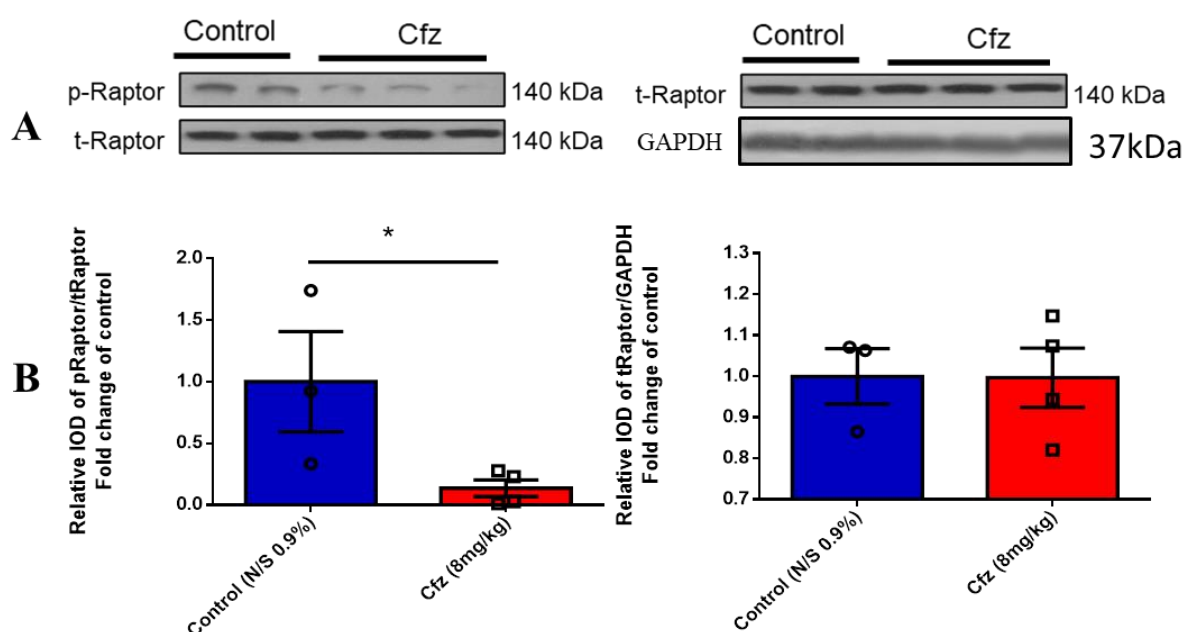 Control
Cfz
p-Raptor
140 kDa
A
t-Raptor
140 kDa
Control
Cfz
t-Raptor
140 kDa
GAPDH
37kDa
B
Relative IOD of pRaptor/tRaptor
Fold change of control
2.0
1.5
1.0
0.5
0.0
*
Control (N/S 0.9%)
Cfz (8mg/kg)
Relative IOD of tRaptor/GAPDH
Fold change of control
1.3
1.2
1.1
1.0
0.9
0.8
0.7
Control (N/S 0.9%)
Cfz (8mg/kg)